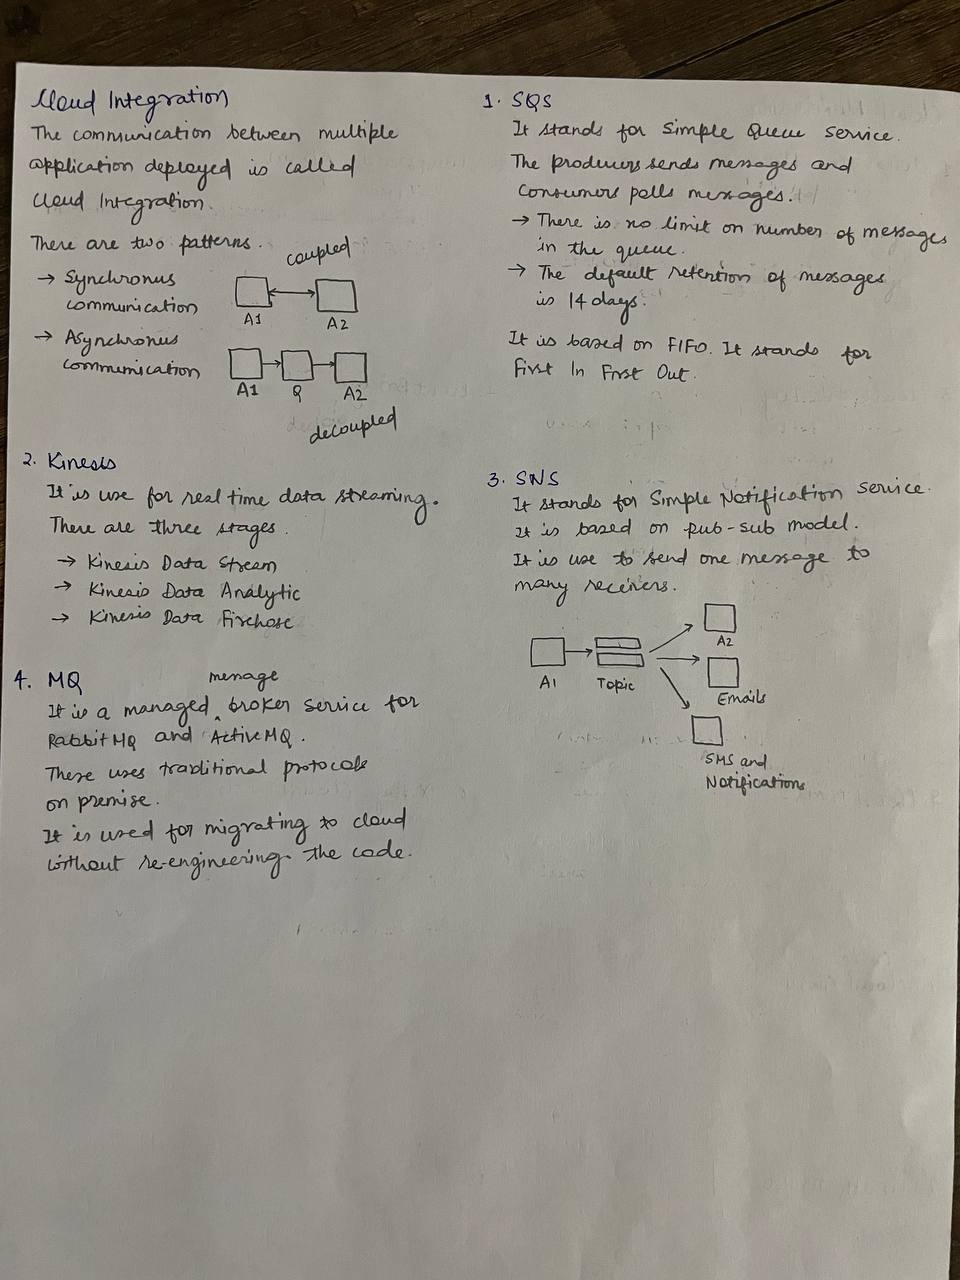 Cloud Integration
The communication between multiple
application deployed is called
Cloud Integration.
There are two patterns.
→ Synchronus
communication
coupled
A1 A2
→ Asynchronus
communication
A1 Q A2
decoupled
1. SQS
It stands for Simple Queue Service.
The producers sends messages and
consumers polls messages.
→ There is no limit on number of messages
in the queue.
→ The default retention of messages
is 14 days.
It is based on FIFO. It stands for
First In First Out.
2. Kinesis
It is use for real time data streaming.
There are three stages.
→ Kinesis Data Stream
→ Kinesis Data Analytic
→ Kinesis Data Firehose
3. SNS
It stands for Simple Notification Service.
It is based on pub-sub model.
It is use to send one message to
many receivers.
A1 Topic
A2
Emails
SMS and
Notifications
4. MQ
message
It is a managed broker service for
RabbitMQ and ActiveMQ.
There uses traditional protocols
on premise.
It is used for migrating to cloud
without re-engineering the code.